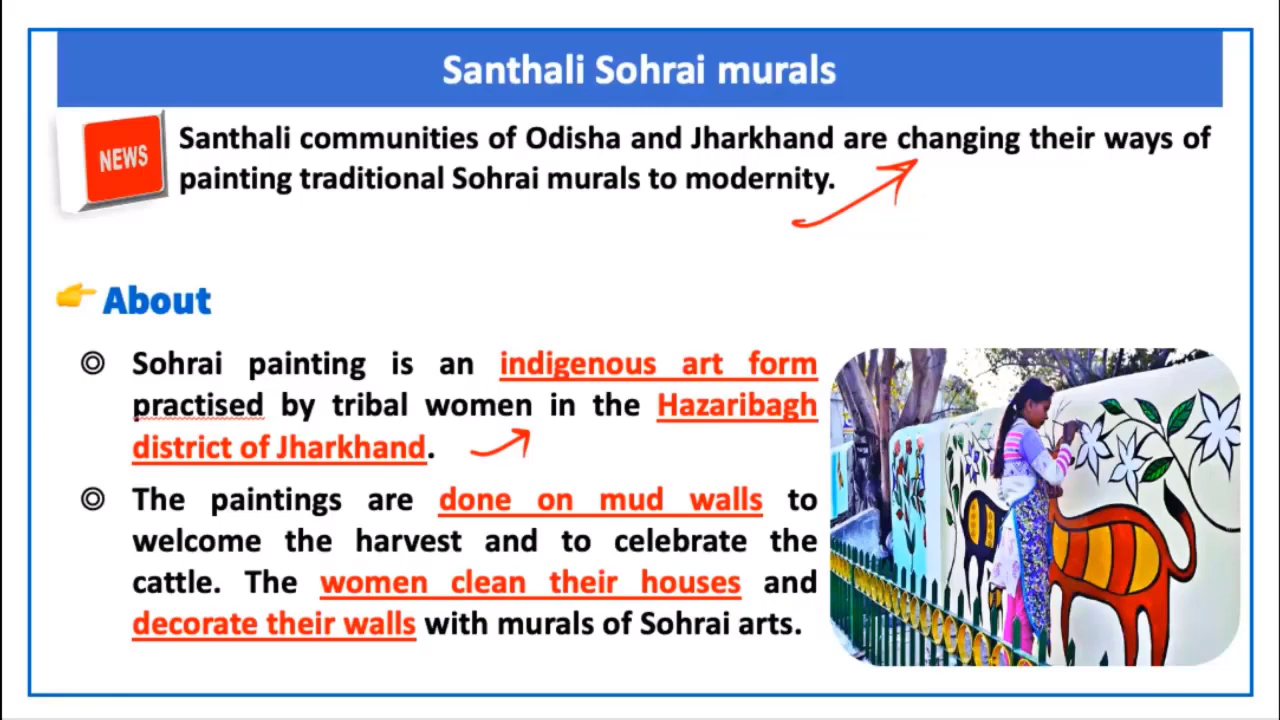 Santhali Sohrai murals
NEWS
Santhali communities of Odisha and Jharkhand are changing their ways of
painting traditional Sohrai murals to modernity.
About
Sohrai painting is an indigenous art form
practised by tribal women in the Hazaribagh
district of Jharkhand.
The paintings are done on mud walls to
welcome the harvest and to celebrate the
cattle. The women clean their houses and
decorate their walls with murals of Sohrai arts.